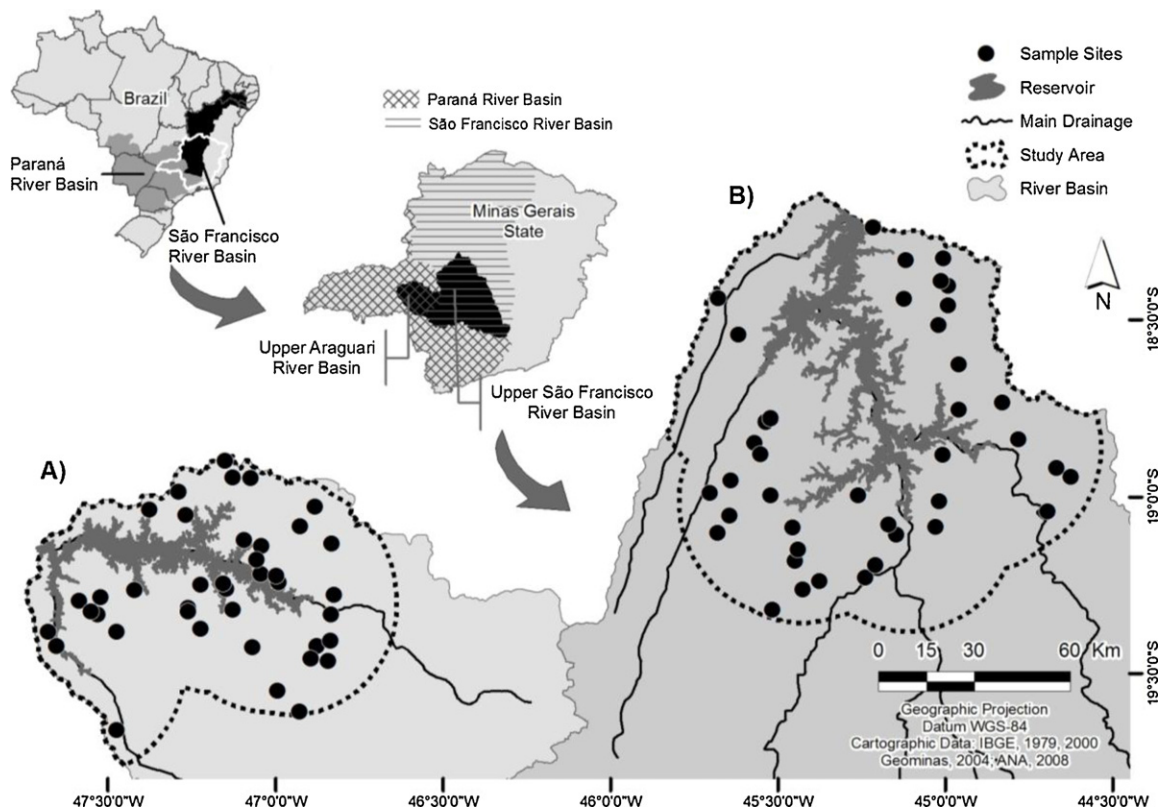 Brazil
Paraná
River Basin
São Francisco
River Basin
Paraná River Basin
São Francisco River Basin
Minas Gerais
State
Upper Araguari
River Basin
Upper São Francisco
River Basin
Sample Sites
Reservoir
Main Drainage
Study Area
River Basin
A)
B)
N
18°30'0"S
19°0'0"S
19°30'0"S
0 15 30 60 Km
Geographic Projection
Datum WGS-84
Cartographic Data: IBGE, 1979, 2000
Geominas, 2004; ANA, 2008
47°30'0"W 47°0'0"W 46°30'0"W 46°0'0"W 45°30'0"W 45°0'0"W 44°30'0"W